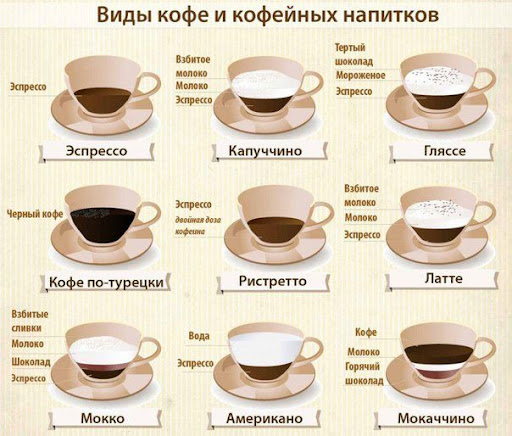 Виды кофе и кофейных напитков
Эспрессо
Эспрессо
Взбитое
молоко
Молоко
Эспрессо
Капуччино
Тертый
шоколад
Мороженое
Эспрессо
Гляссе
Черный кофе
Кофе по-турецки
Эспрессо
двойная доза
кофеина
Ристретто
Взбитое
молоко
Молоко
Эспрессо
Латте
Взбитые
сливки
Молоко
Шоколад
Эспрессо
Мокко
Вода
Эспрессо
Американо
Кофе
Молоко
Горячий
шоколад
Мокаччино